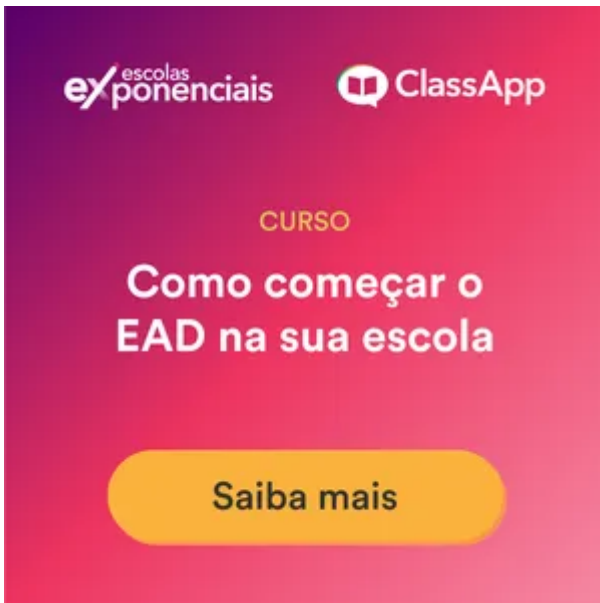 escolas
exponenciais
ClassApp
CURSO
Como começar o
EAD na sua escola
Saiba mais